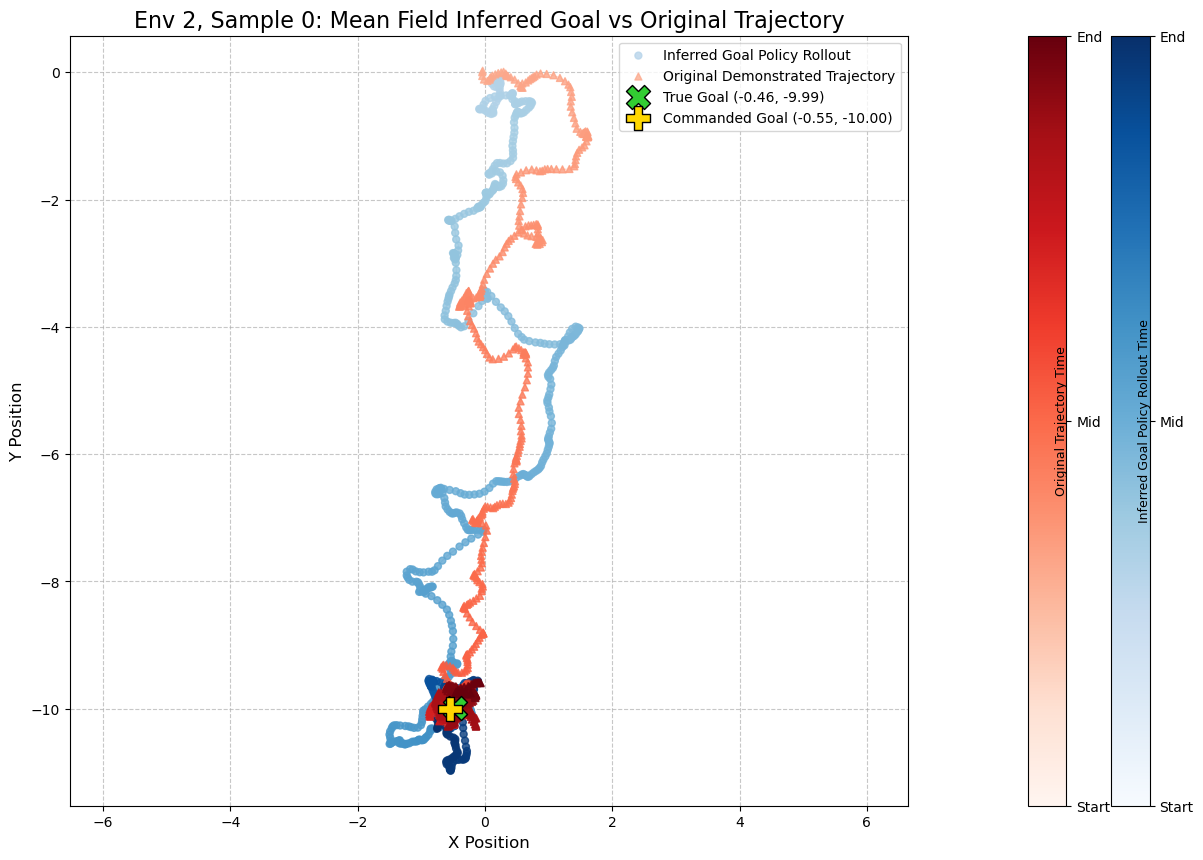 Env 2, Sample 0: Mean Field Inferred Goal vs Original Trajectory
Inferred Goal Policy Rollout
Original Demonstrated Trajectory
True Goal (-0.46, -9.99)
Commanded Goal (-0.55, -10.00)
0
−2
−4
−6
−8
−10
Y Position
−6
−4
−2
0
2
4
6
X Position
End
Mid
Start
Original Trajectory Time
End
Mid
Start
Inferred Goal Policy Rollout Time